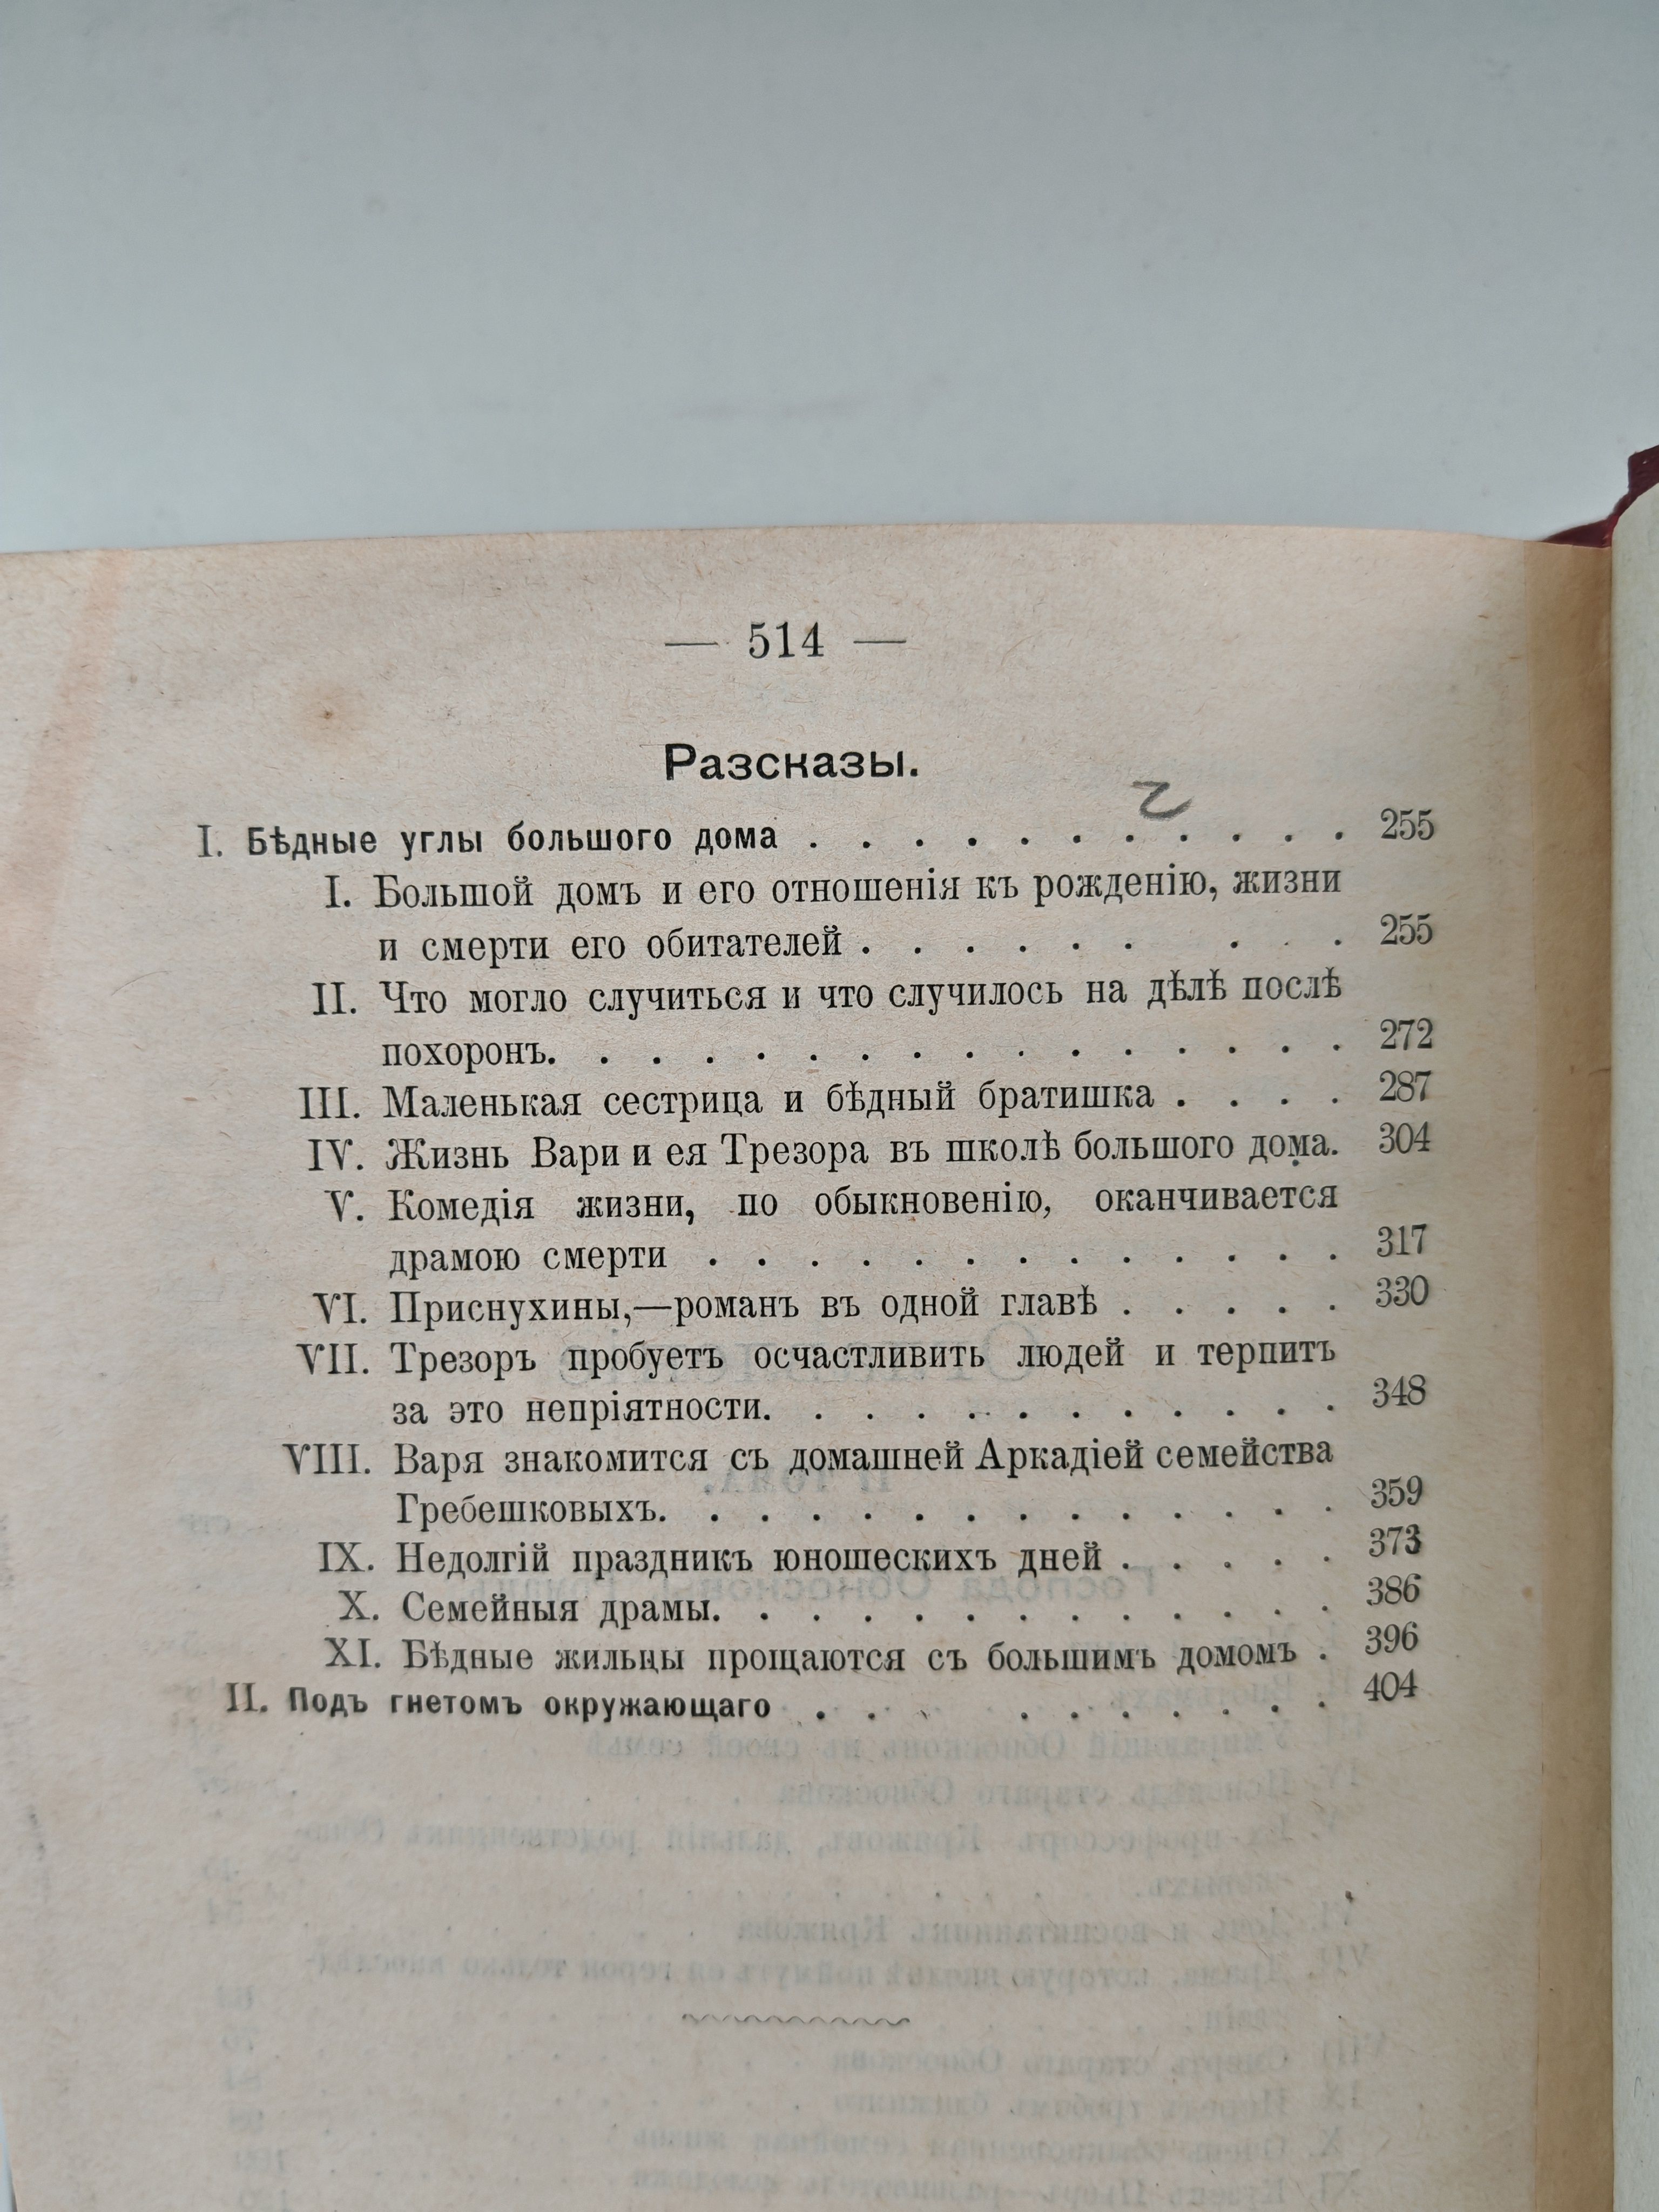 — 514 —
Разсказы.
I. Бѣдные углы большого дома . . . . . . . . . . . 255
I. Большой домъ и его отношенія къ рожденію, жизни
и смерти его обитателей . . . . . . . . 255
II. Что могло случиться и что случилось на дѣлѣ послѣ
похоронъ. . . . . . . . . . . . . . . . 272
III. Маленькая сестрица и бѣдный братишка . . . . 287
IV. Жизнь Вари и ея Трезора въ школѣ большого дома. 304
V. Комедія жизни, по обыкновенію, оканчивается
драмою смерти . . . . . . . . . . . . . 317
VI. Приснухины,—романъ въ одной главѣ . . . . . 330
VII. Трезоръ пробуетъ осчастливить людей и терпитъ
за это непріятности. . . . . . . . . . . . 348
VIII. Варя знакомится съ домашней Аркадіей семейства
Гребешковыхъ. . . . . . . . . . . . . . 359
IX. Недолгій праздникъ юношескихъ дней . . . . . 373
X. Семейныя драмы. . . . . . . . . . . . . 386
XI. Бѣдные жильцы прощаются съ большимъ домомъ . 396
II. Подъ гнетомъ окружающаго . . . . . . . . . . 404